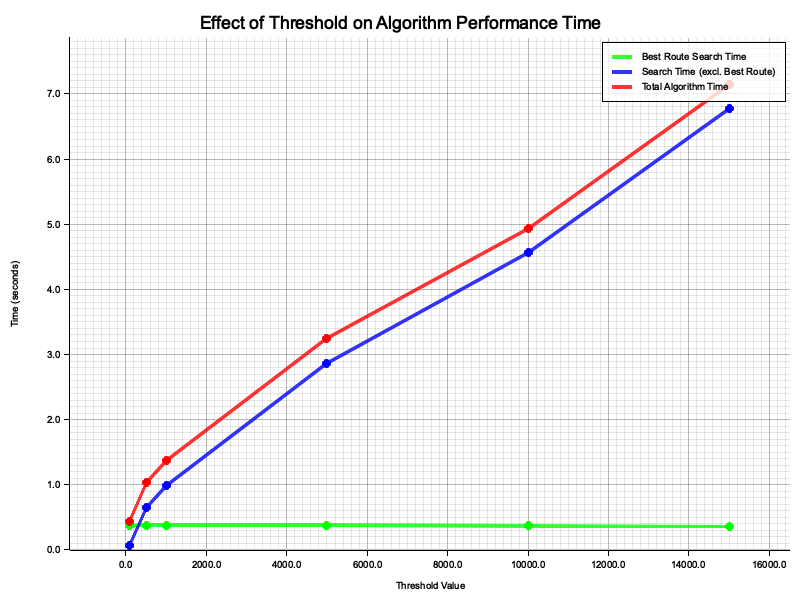 Effect of Threshold on Algorithm Performance Time
Best Route Search Time
Search Time (excl. Best Route)
Total Algorithm Time
7.0
6.0
5.0
4.0
3.0
2.0
1.0
0.0
Time (seconds)
0.0 2000.0 4000.0 6000.0 8000.0 10000.0 12000.0 14000.0 16000.0
Threshold Value